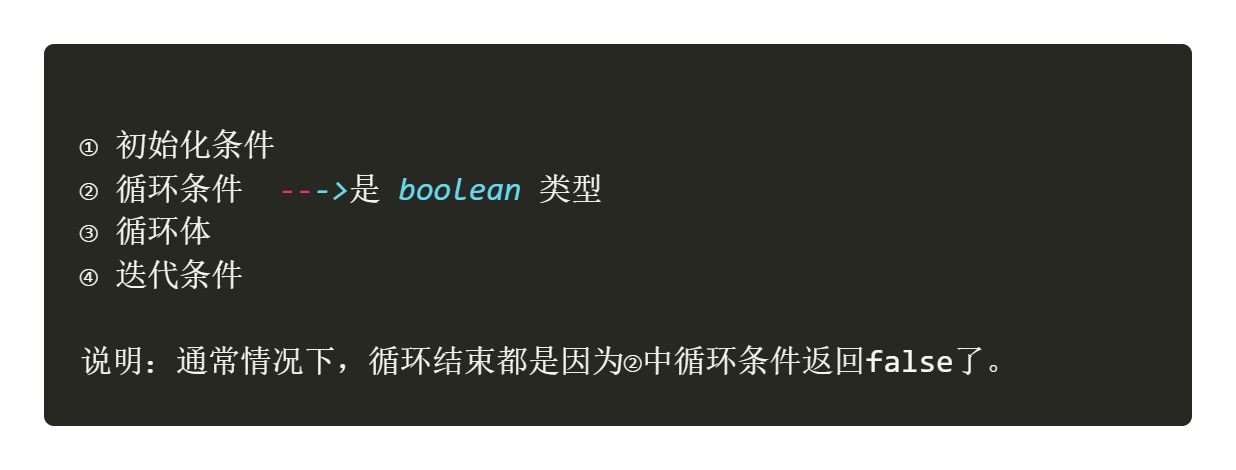 ① 初始化条件
② 循环条件  --->是 boolean 类型
③ 循环体
④ 迭代条件
说明：通常情况下，循环结束都是因为②中循环条件返回false了。